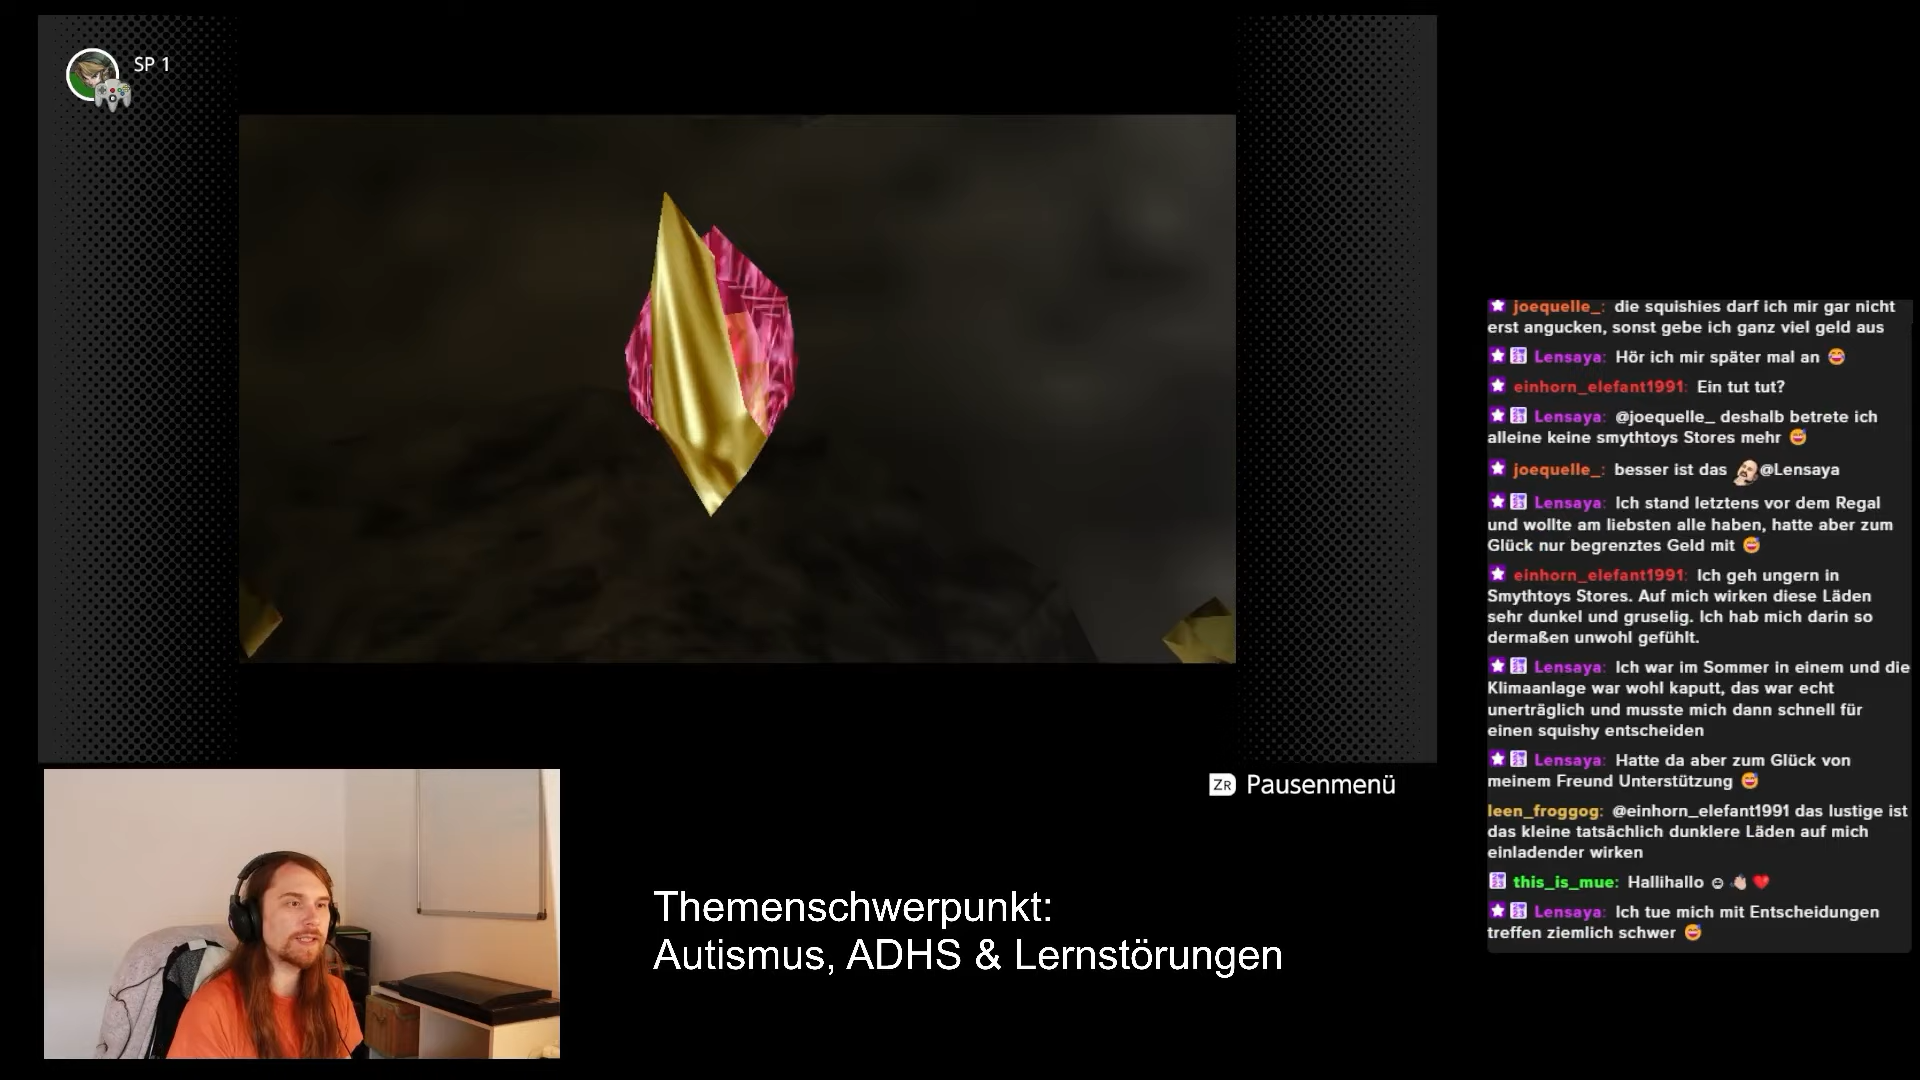 SP 1
ZR Pausenmenü
Themenschwerpunkt:
Autismus, ADHS & Lernstörungen
joequelle_: die squishies darf ich mir gar nicht
erst angucken, sonst gebe ich ganz viel geld aus
Lensaya: Hör ich mir später mal an 😅
einhorn_elefant1991: Ein tut tut?
Lensaya: @joequelle_ deshalb betrete ich
alleine keine smythtoys Stores mehr 😅
joequelle_: besser ist das @Lensaya
Lensaya: Ich stand letztens vor dem Regal
und wollte am liebsten alle haben, hatte aber zum
Glück nur begrenztes Geld mit 😅
einhorn_elefant1991: Ich geh ungern in
Smythtoys Stores. Auf mich wirken diese Läden
sehr dunkel und gruselig. Ich hab mich darin so
dermaßen unwohl gefühlt.
Lensaya: Ich war im Sommer in einem und die
Klimaanlage war wohl kaputt, das war echt
unerträglich und musste mich dann schnell für
einen squishy entscheiden
Lensaya: Hatte da aber zum Glück von
meinem Freund Unterstützung 😅
leen_froggog: @einhorn_elefant1991 das lustige ist
das kleine tatsächlich dunklere Läden auf mich
einladender wirken
this_is_mue: Hallihallo ☺ 👋🏻 ❤️
Lensaya: Ich tue mich mit Entscheidungen
treffen ziemlich schwer 😅